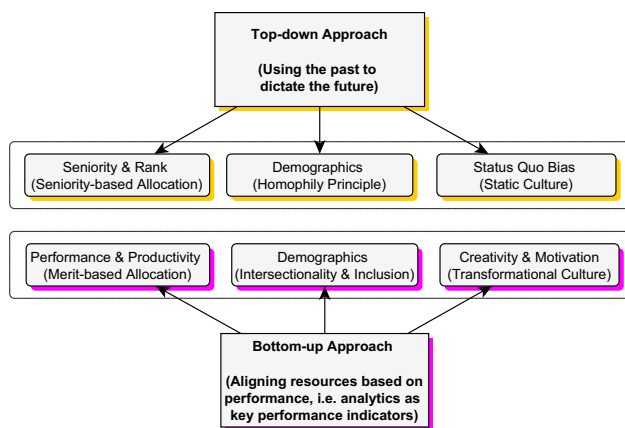 Top-down Approach
(Using the past to
dictate the future)
Seniority & Rank
(Seniority-based Allocation)
Demographics
(Homophily Principle)
Status Quo Bias
(Static Culture)
Performance & Productivity
(Merit-based Allocation)
Demographics
(Intersectionality & Inclusion)
Creativity & Motivation
(Transformational Culture)
Bottom-up Approach
(Aligning resources based on
performance, i.e. analytics as
key performance indicators)